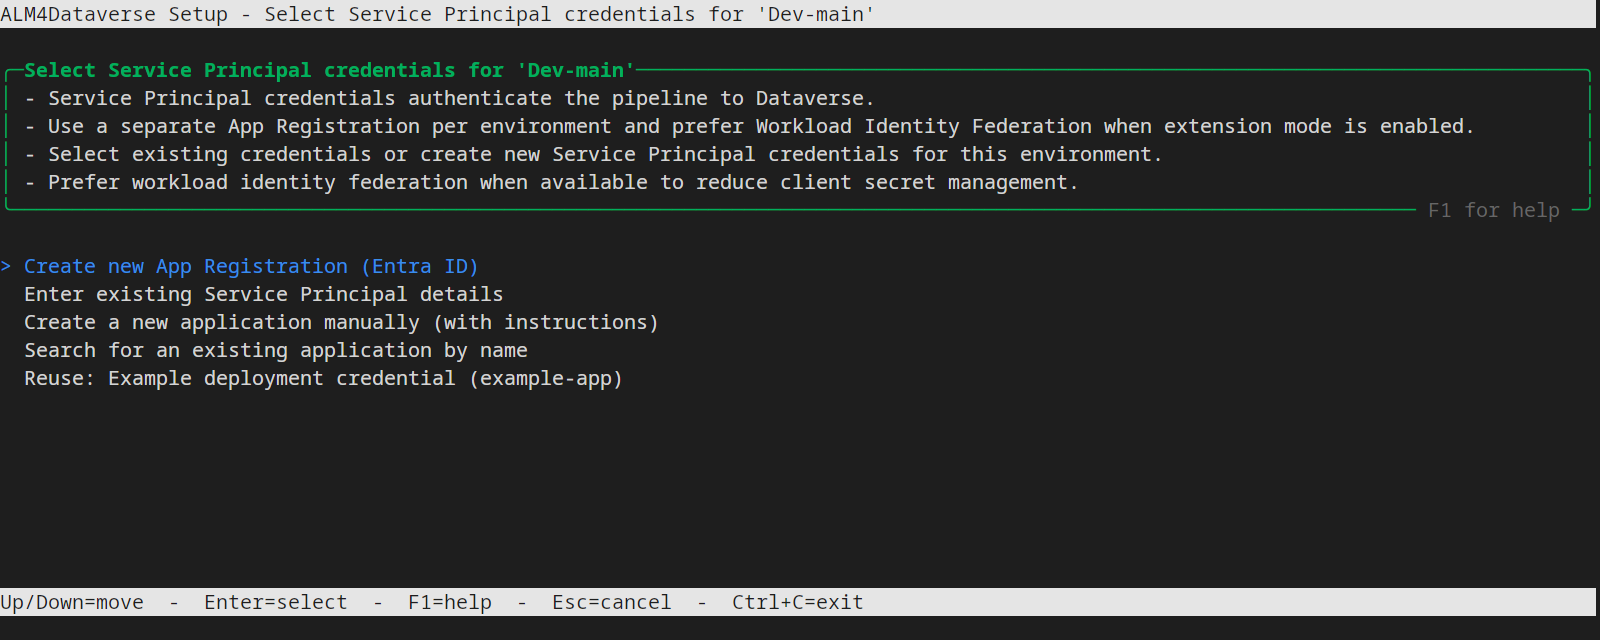 ALM4Dataverse Setup - Select Service Principal credentials for 'Dev-main'
Select Service Principal credentials for 'Dev-main'
- Service Principal credentials authenticate the pipeline to Dataverse.
- Use a separate App Registration per environment and prefer Workload Identity Federation when extension mode is enabled.
- Select existing credentials or create new Service Principal credentials for this environment.
- Prefer workload identity federation when available to reduce client secret management.
F1 for help
> Create new App Registration (Entra ID)
Enter existing Service Principal details
Create a new application manually (with instructions)
Search for an existing application by name
Reuse: Example deployment credential (example-app)
Up/Down=move  -  Enter=select  -  F1=help  -  Esc=cancel  -  Ctrl+C=exit